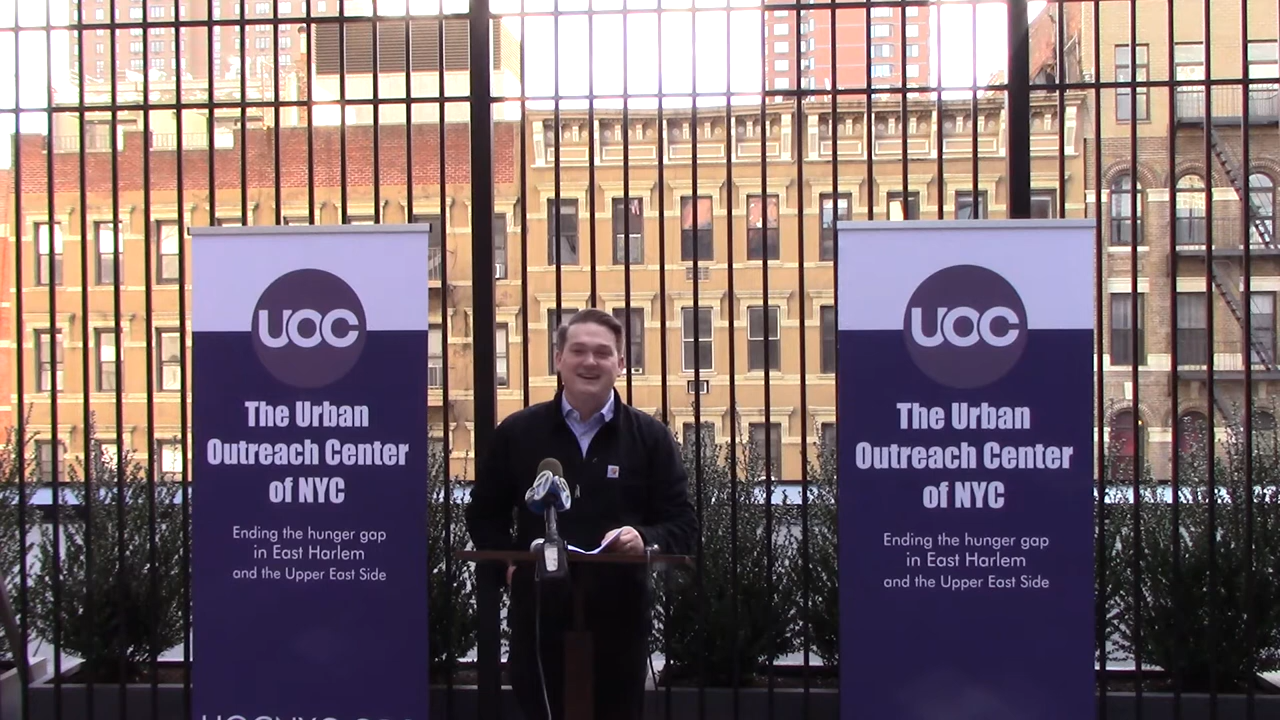 UOC
The Urban
Outreach Center
of NYC
Ending the hunger gap
in East Harlem
and the Upper East Side
UOC
The Urban
Outreach Center
of NYC
Ending the hunger gap
in East Harlem
and the Upper East Side